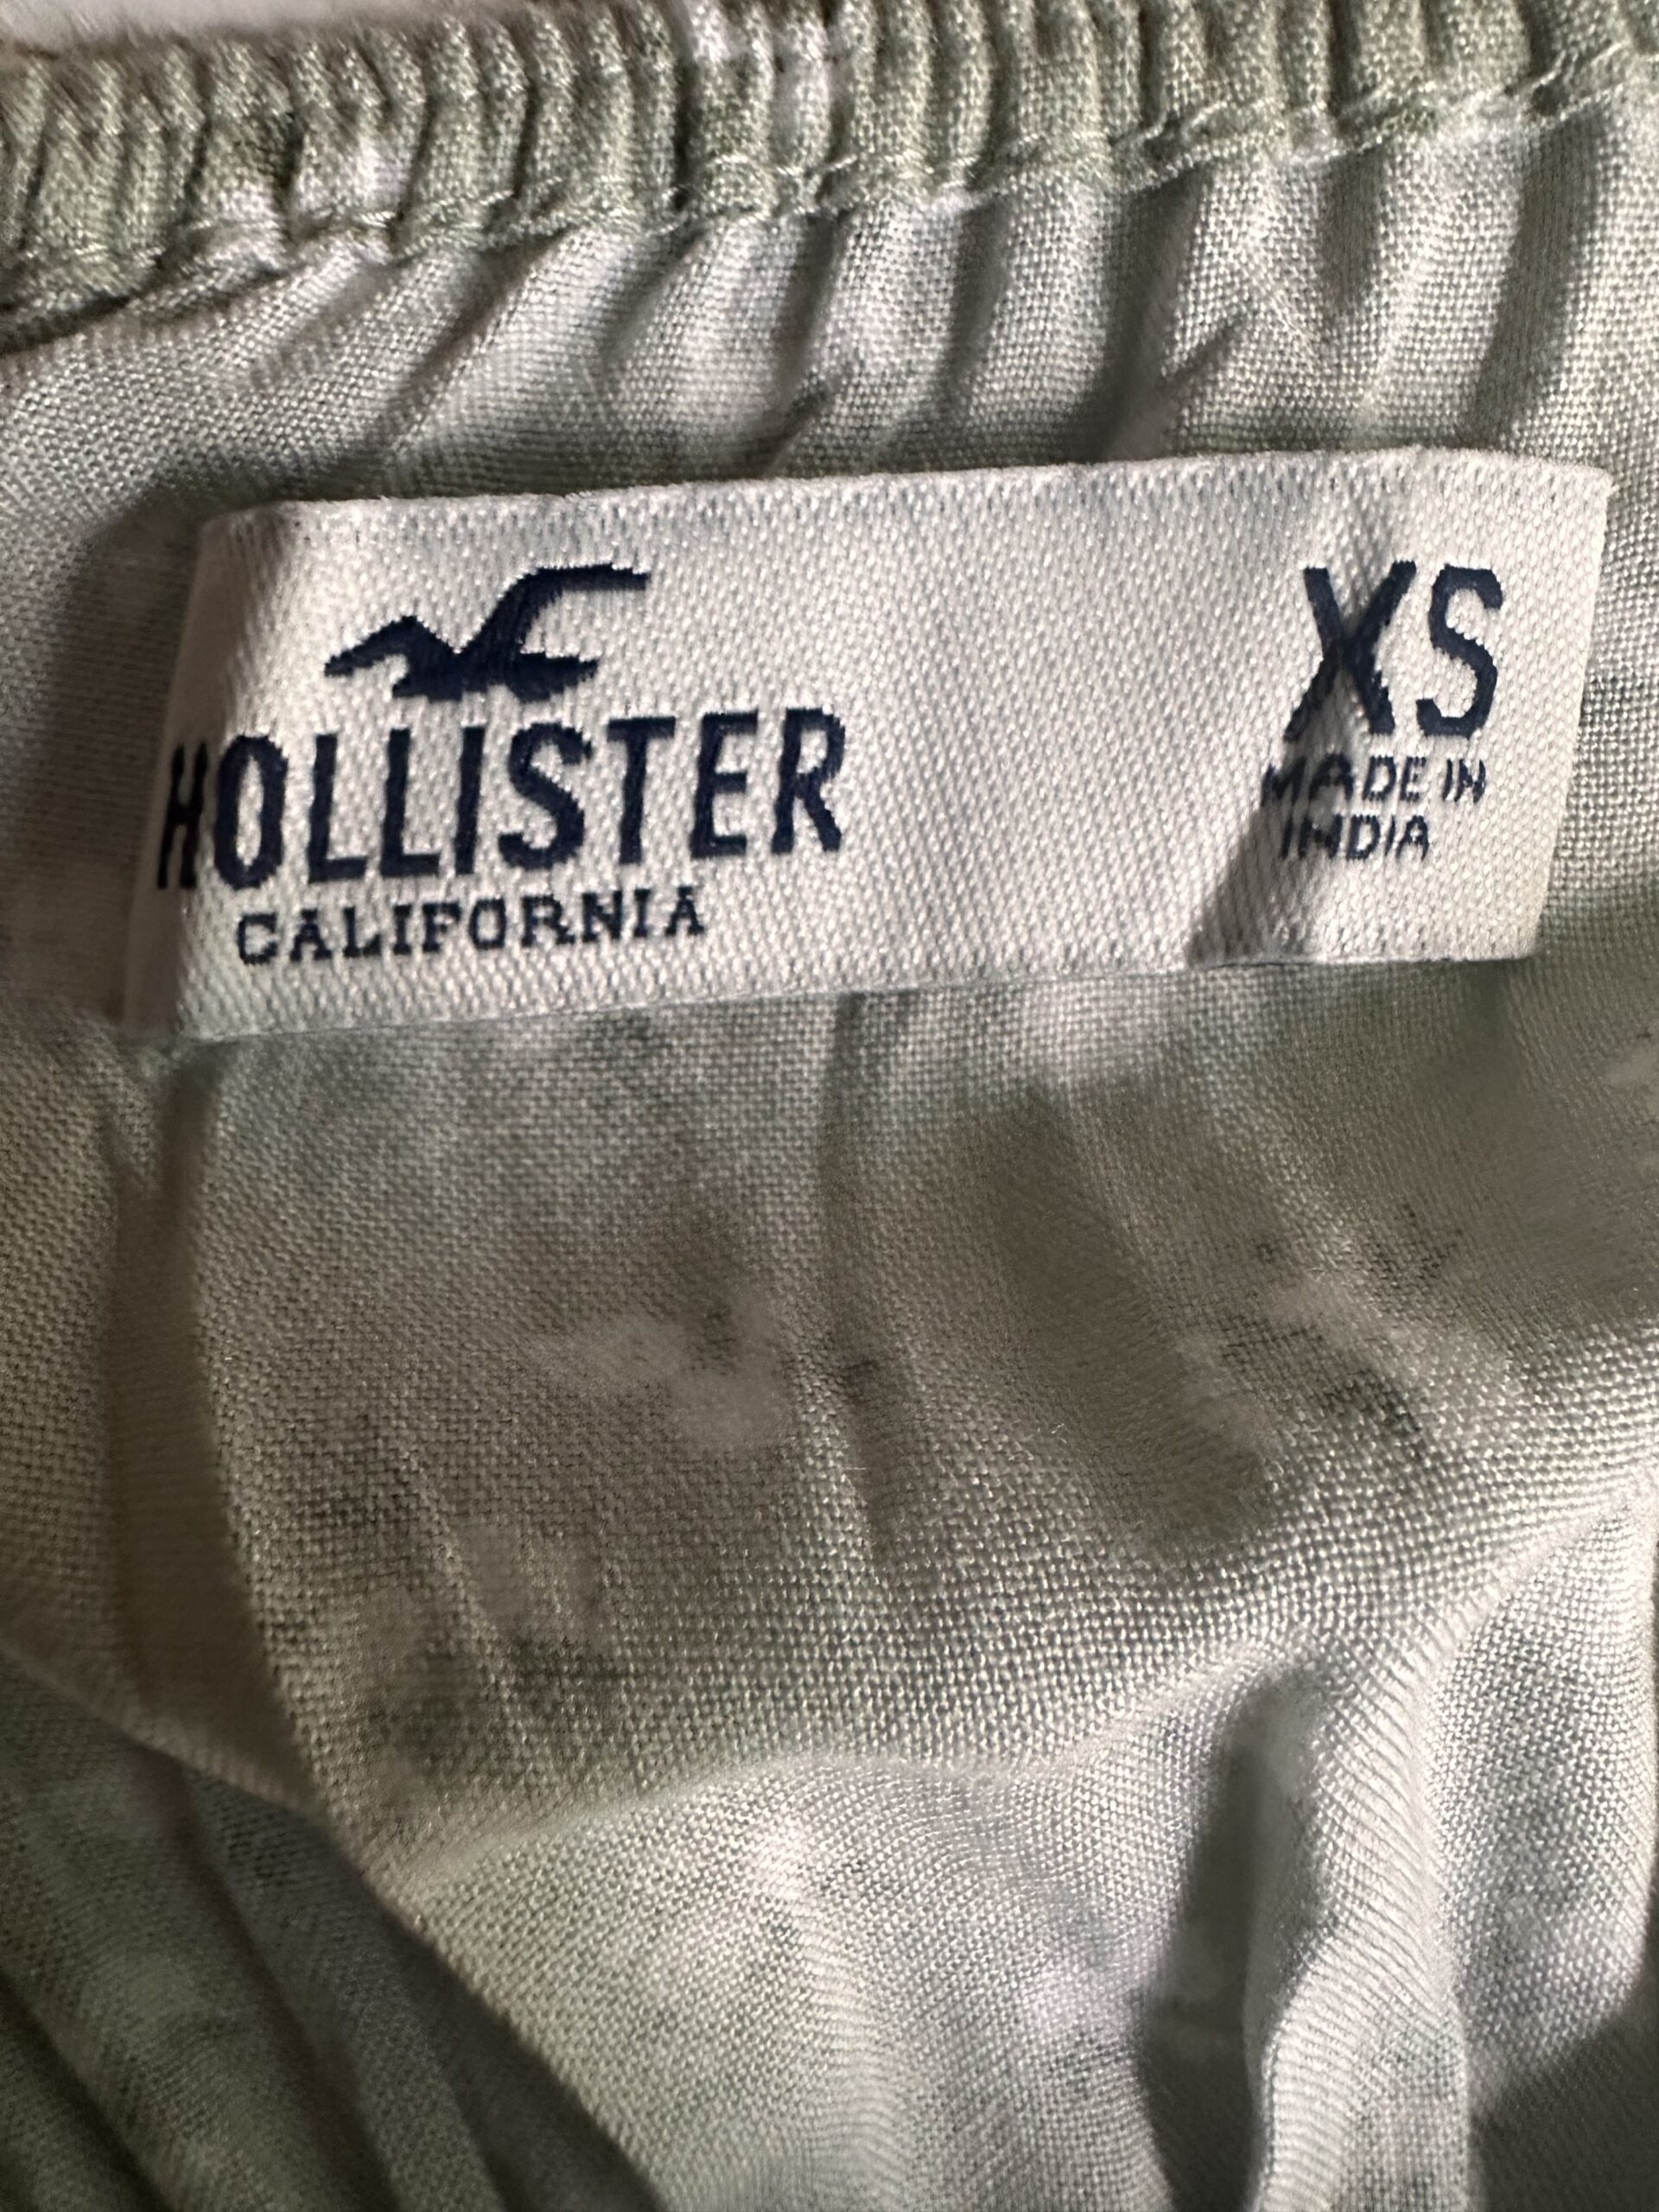 HOLLISTER
CALIFORNIA
XS
MADE IN
INDIA